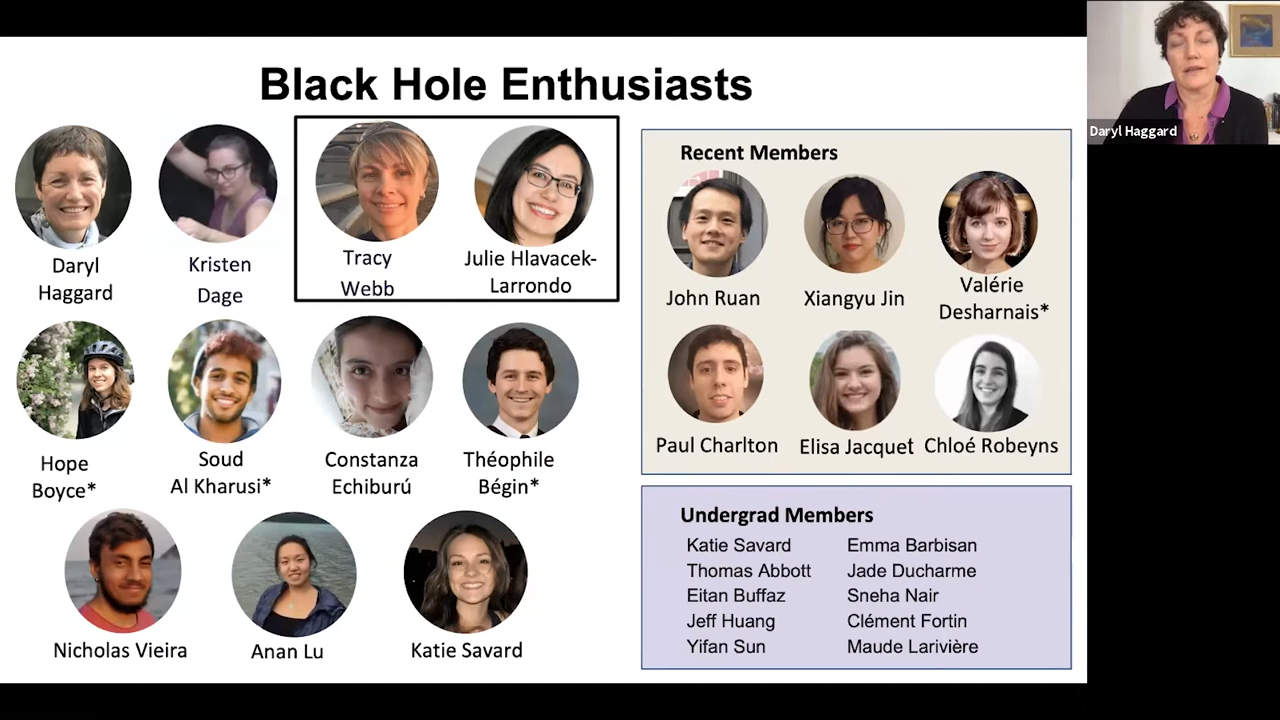 Black Hole Enthusiasts
Daryl
Haggard
Kristen
Dage
Tracy
Webb
Julie Hlavacek-
Larrondo
Hope
Boyce*
Soud
Al Kharusi*
Constanza
Echiburú
Théophile
Bégin*
Nicholas Vieira
Anan Lu
Katie Savard
Recent Members
John Ruan
Xiangyu Jin
Valérie
Desharnais*
Paul Charlton
Elisa Jacquet
Chloé Robeyns
Undergrad Members
Katie Savard
Thomas Abbott
Eitan Buffaz
Jeff Huang
Yifan Sun
Emma Barbisan
Jade Ducharme
Sneha Nair
Clément Fortin
Maude Larivière
Daryl Haggard